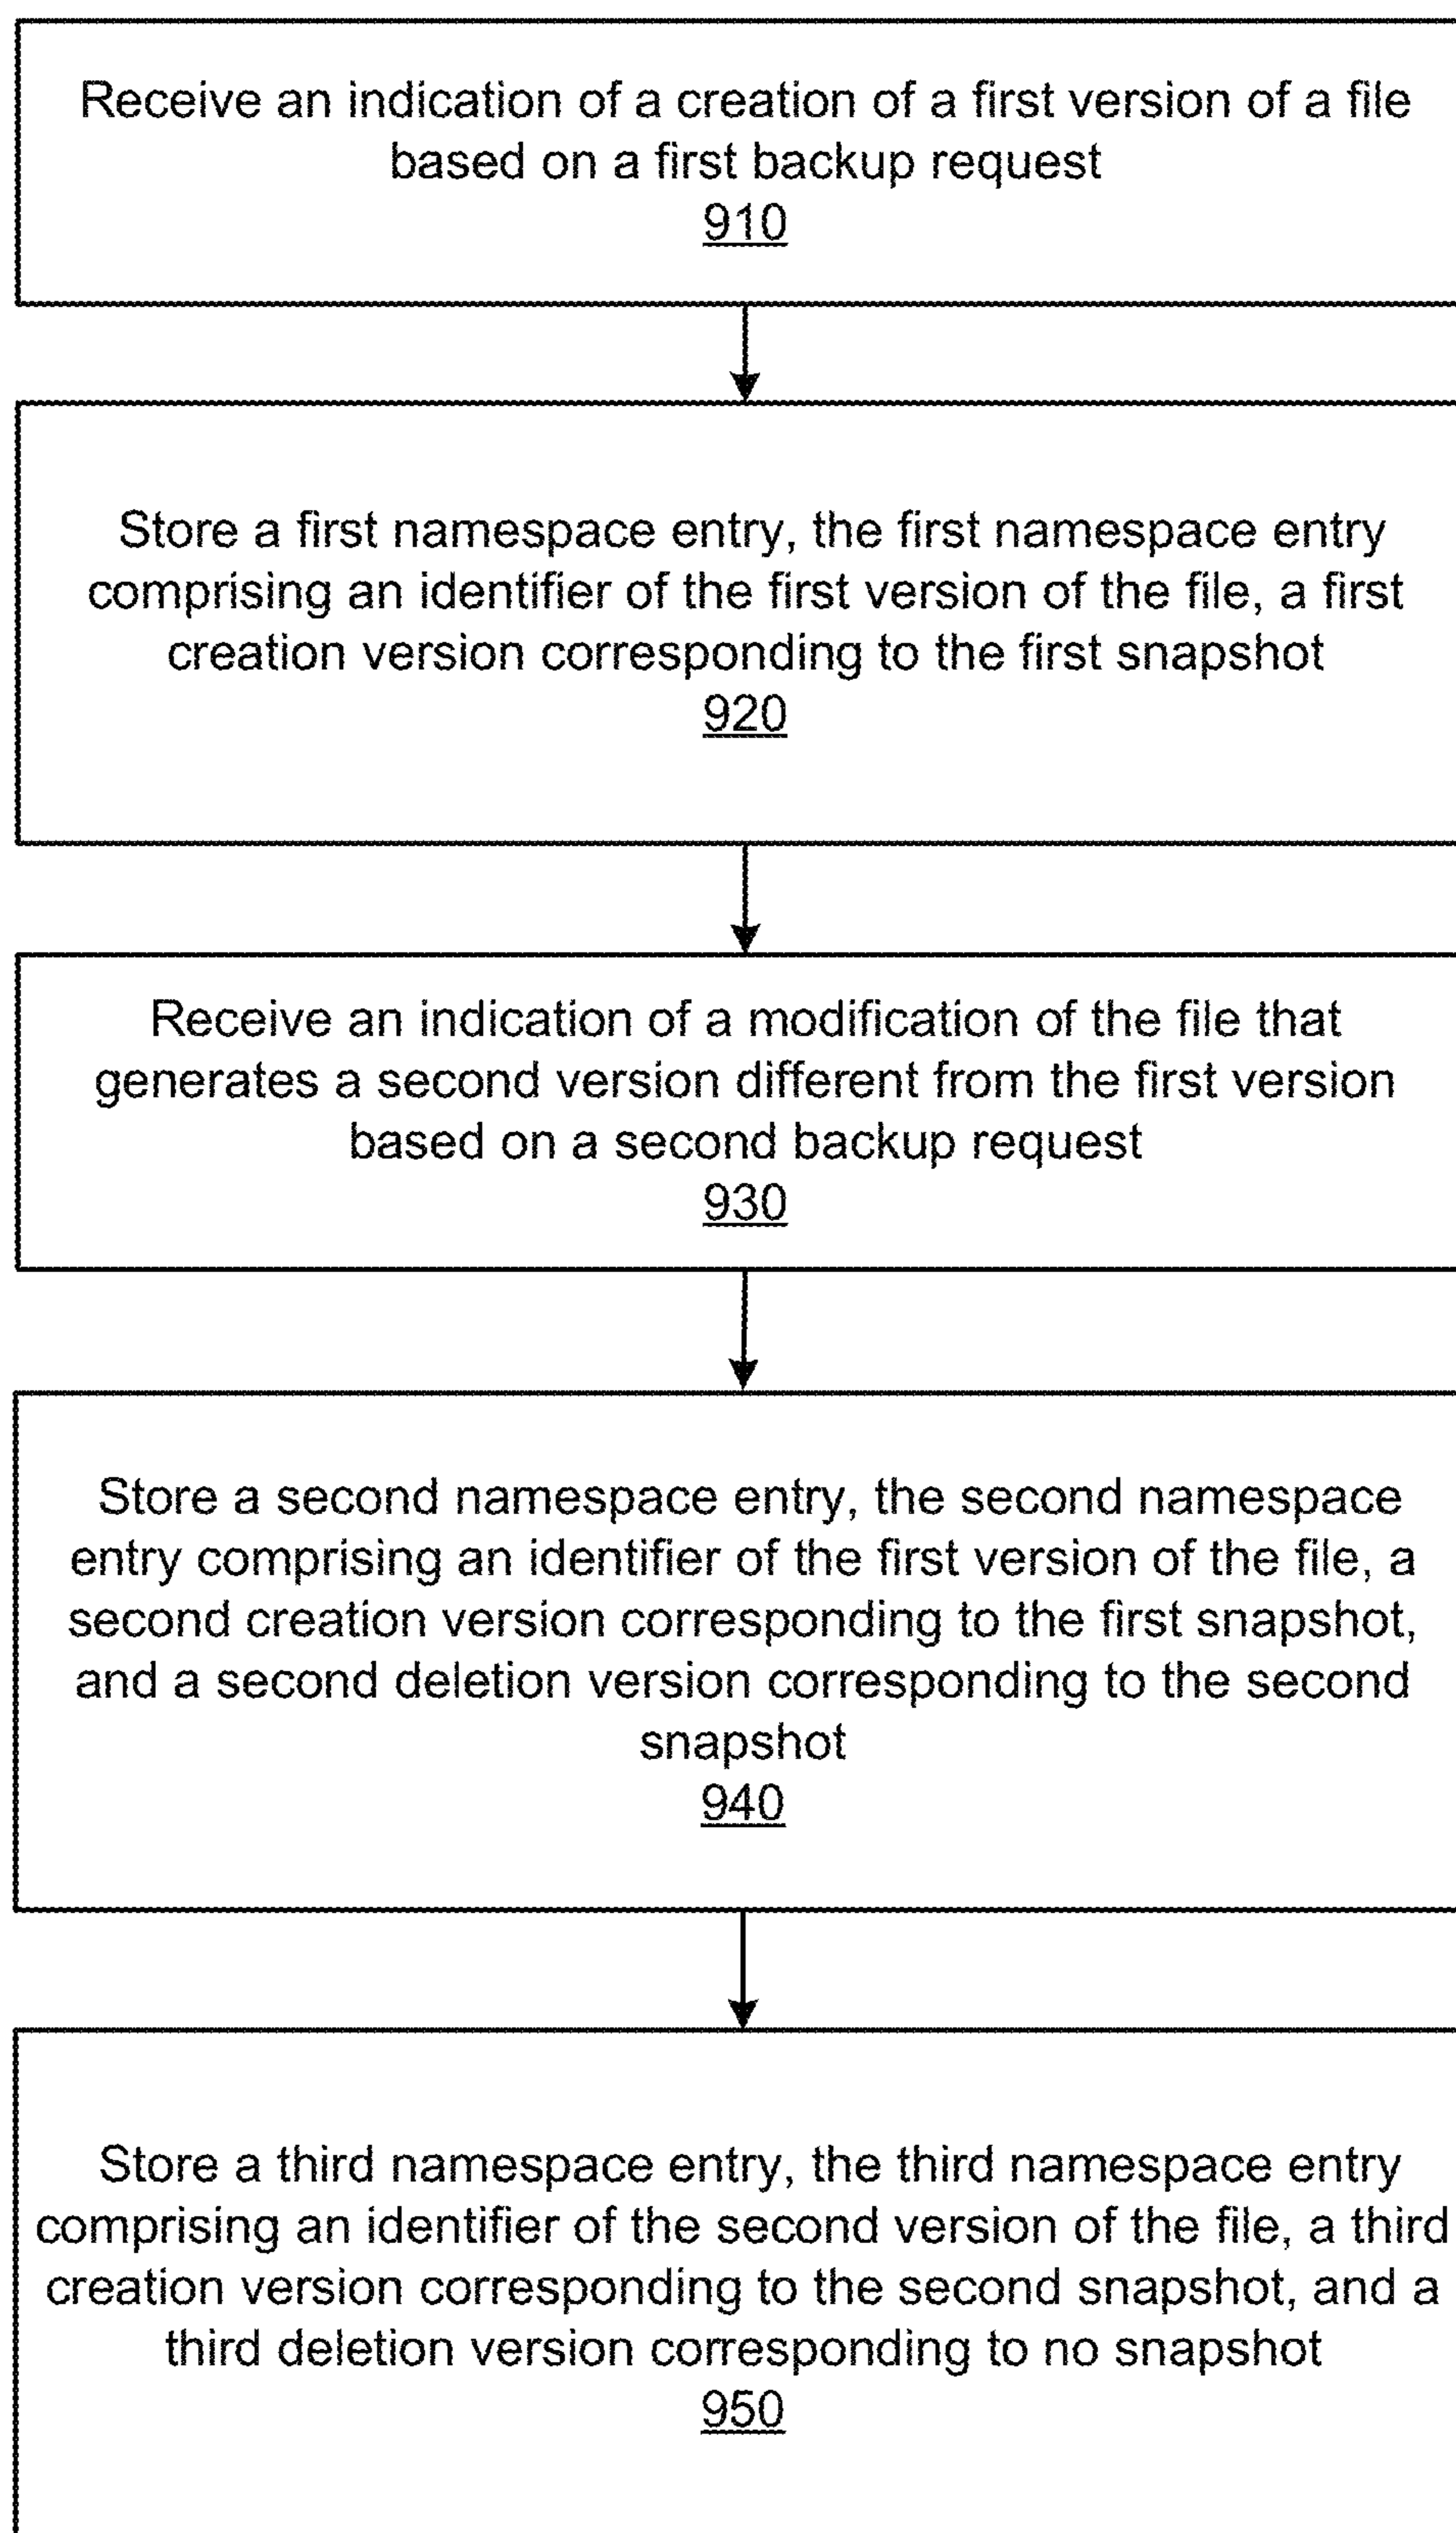 Receive an indication of a creation of a first version of a file
based on a first backup request
910
Store a first namespace entry, the first namespace entry
comprising an identifier of the first version of the file, a first
creation version corresponding to the first snapshot
920
Receive an indication of a modification of the file that
generates a second version different from the first version
based on a second backup request
930
Store a second namespace entry, the second namespace
entry comprising an identifier of the first version of the file, a
second creation version corresponding to the first snapshot,
and a second deletion version corresponding to the second
snapshot
940
Store a third namespace entry, the third namespace entry
comprising an identifier of the second version of the file, a third
creation version corresponding to the second snapshot, and a
third deletion version corresponding to no snapshot
950